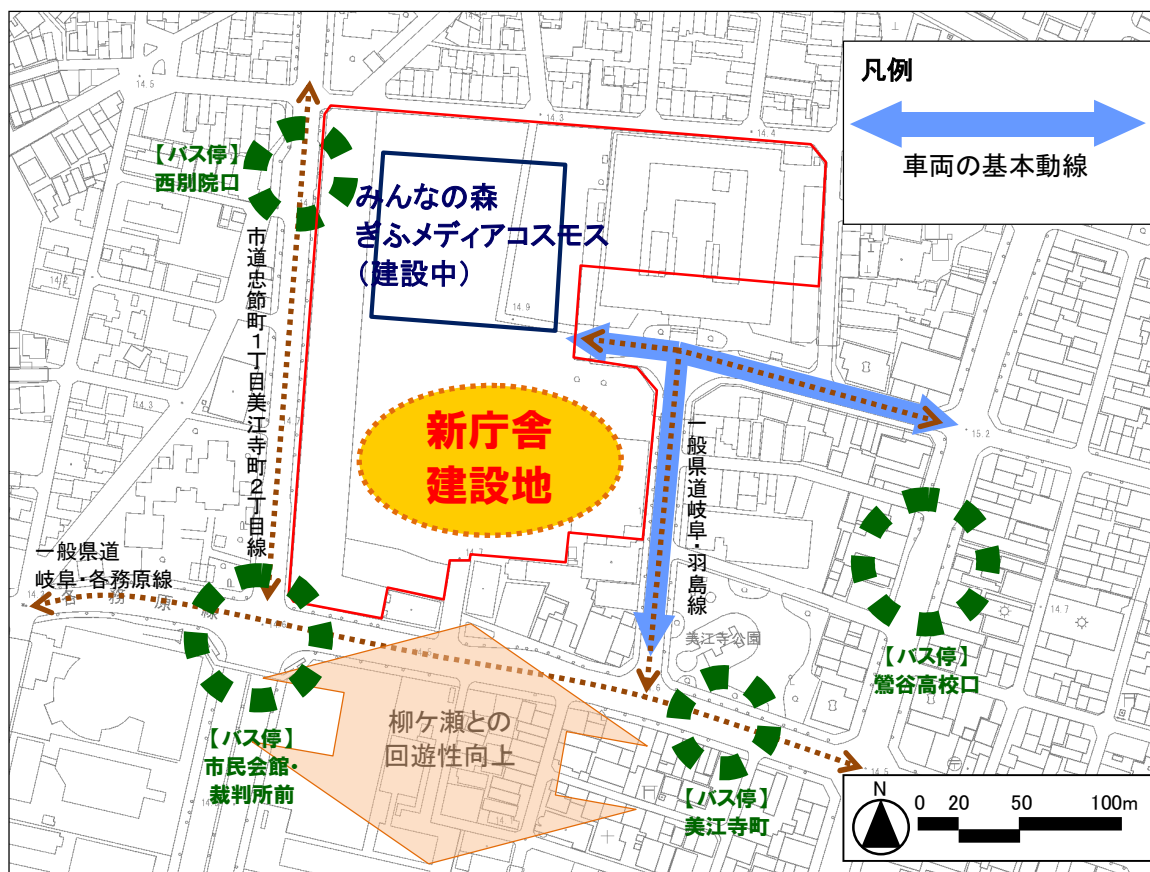 凡例
車両の基本動線
14.5
14.3
14.4
【バス停】
西別院口
みんなの森
ぎふメディアコスモス
(建設中)
市道忠節町1丁目美江寺町2丁目線
14.9
14.3
新庁舎
建設地
15.2
一般県道岐阜・羽島線
一般県道
岐阜・各務原線
各務原線
14.7
14.7
美江寺公園
【バス停】
鶯谷高校口
14.5
柳ケ瀬との
回遊性向上
【バス停】
市民会館・
裁判所前
【バス停】
美江寺町
14.5
N
0 20 50 100m